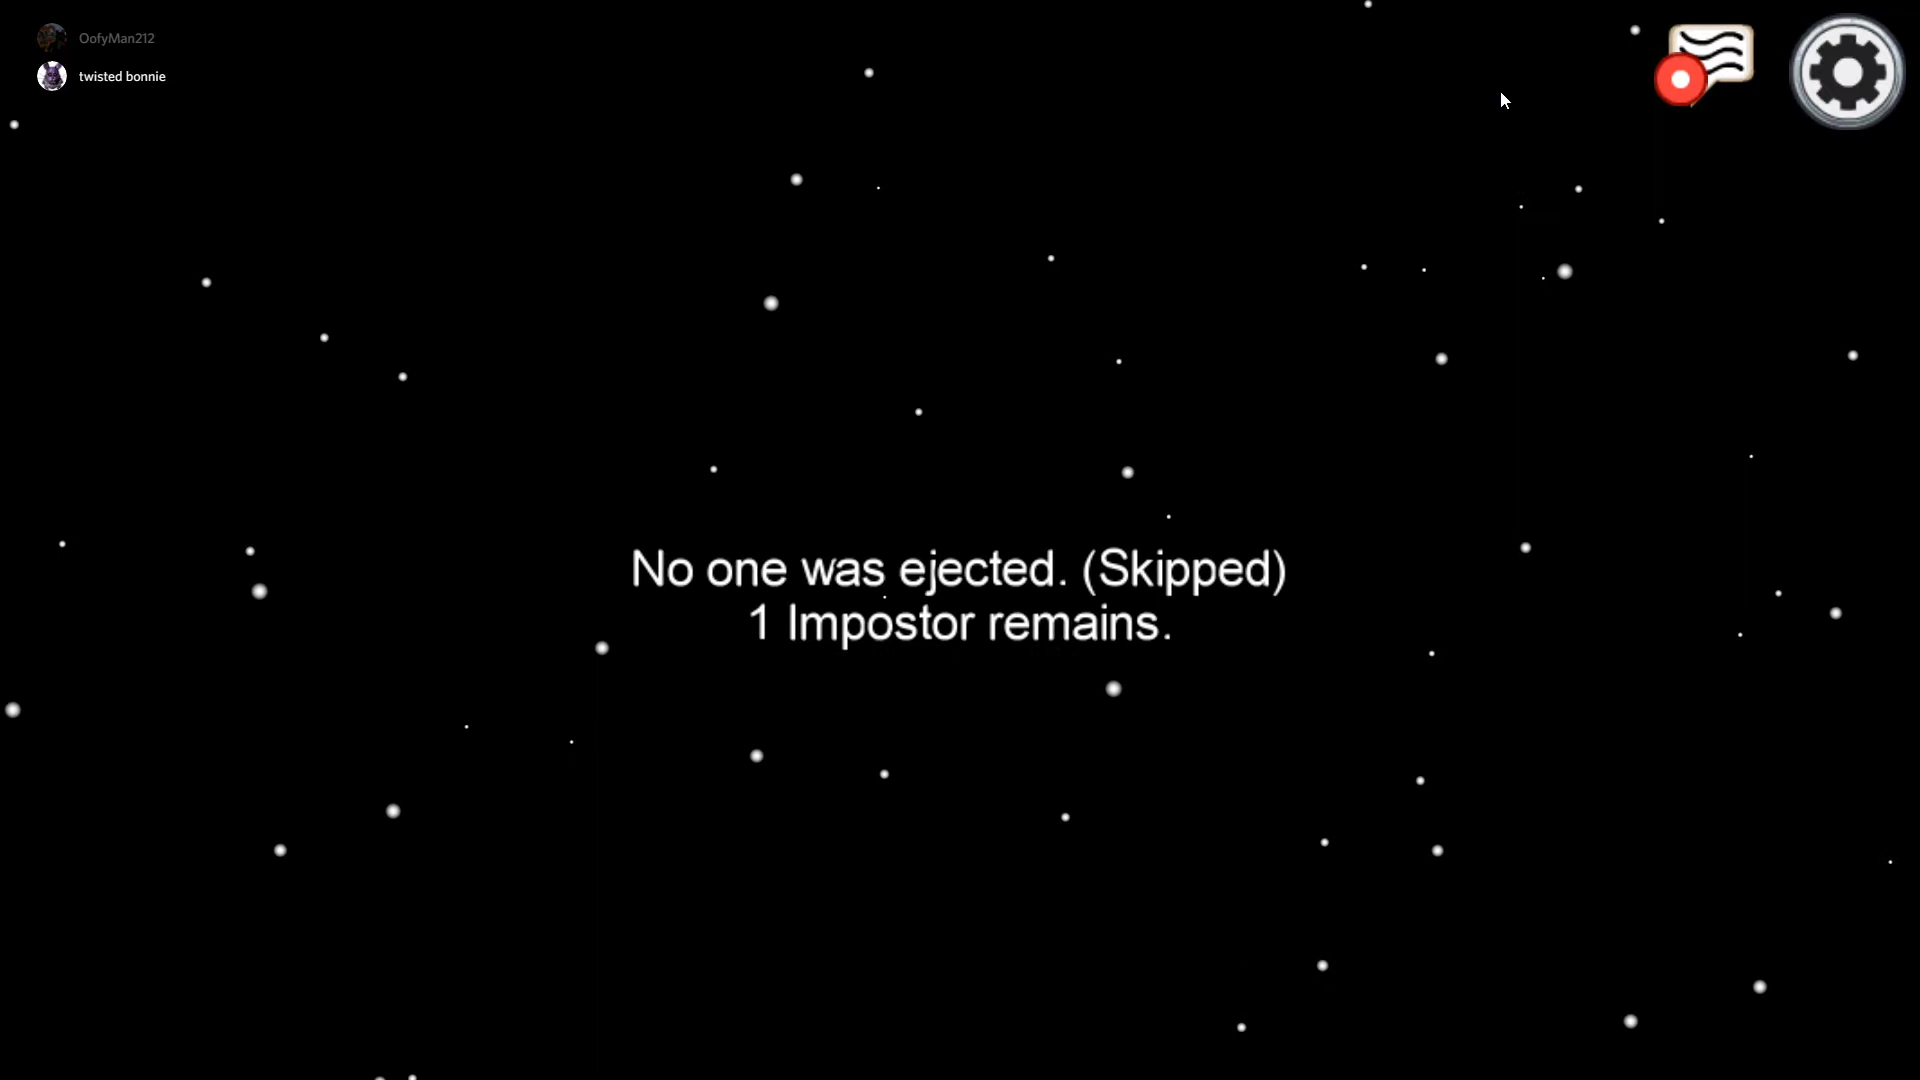 OofyMan212
twisted bonnie
No one was ejected. (Skipped)
1 Impostor remains.